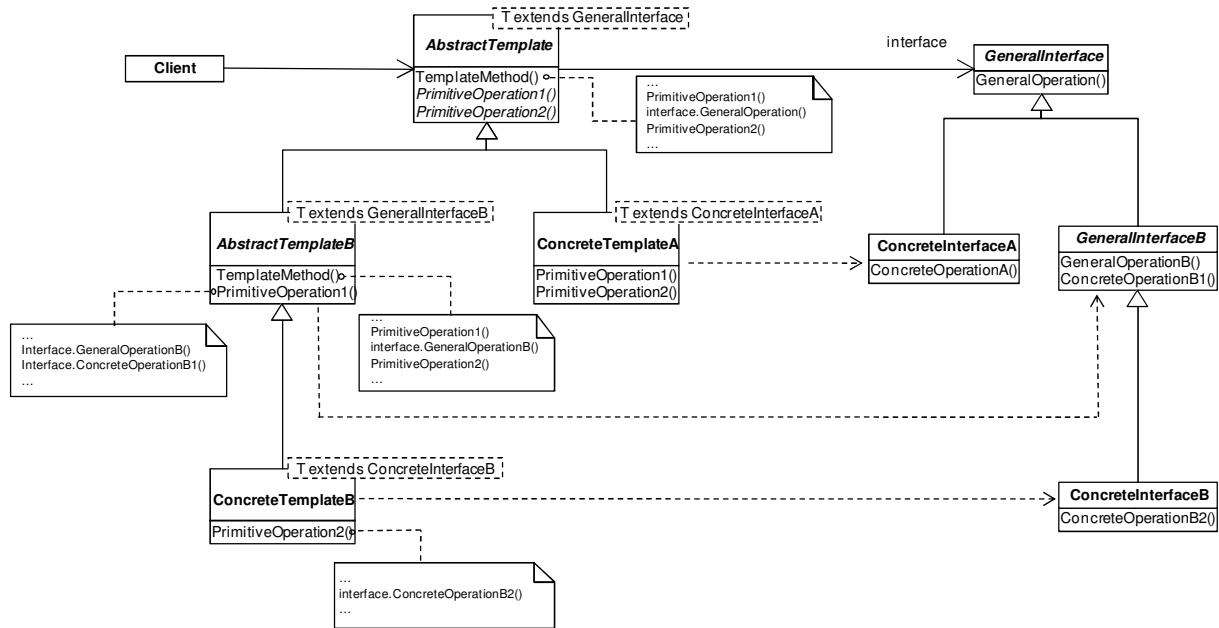 T extends GeneralInterface
AbstractTemplate
interface
GeneralInterface
Client
TemplateMethod()
PrimitiveOperation1()
PrimitiveOperation2()
GeneralOperation()
...
PrimitiveOperation1()
interface.GeneralOperation()
PrimitiveOperation2()
...
T extends GeneralInterfaceB
T extends ConcreteInterfaceA
AbstractTemplateB
ConcreteTemplateA
ConcreteInterfaceA
GeneralInterfaceB
TemplateMethod()
PrimitiveOperation1()
PrimitiveOperation1()
PrimitiveOperation2()
ConcreteOperationA()
GeneralOperationB()
ConcreteOperationB1()
...
Interface.GeneralOperationB()
Interface.ConcreteOperationB1()
...
...
PrimitiveOperation1()
interface.GeneralOperationB()
PrimitiveOperation2()
...
T extends ConcreteInterfaceB
ConcreteTemplateB
PrimitiveOperation2()
ConcreteInterfaceB
ConcreteOperationB2()
...
interface.ConcreteOperationB2()
...